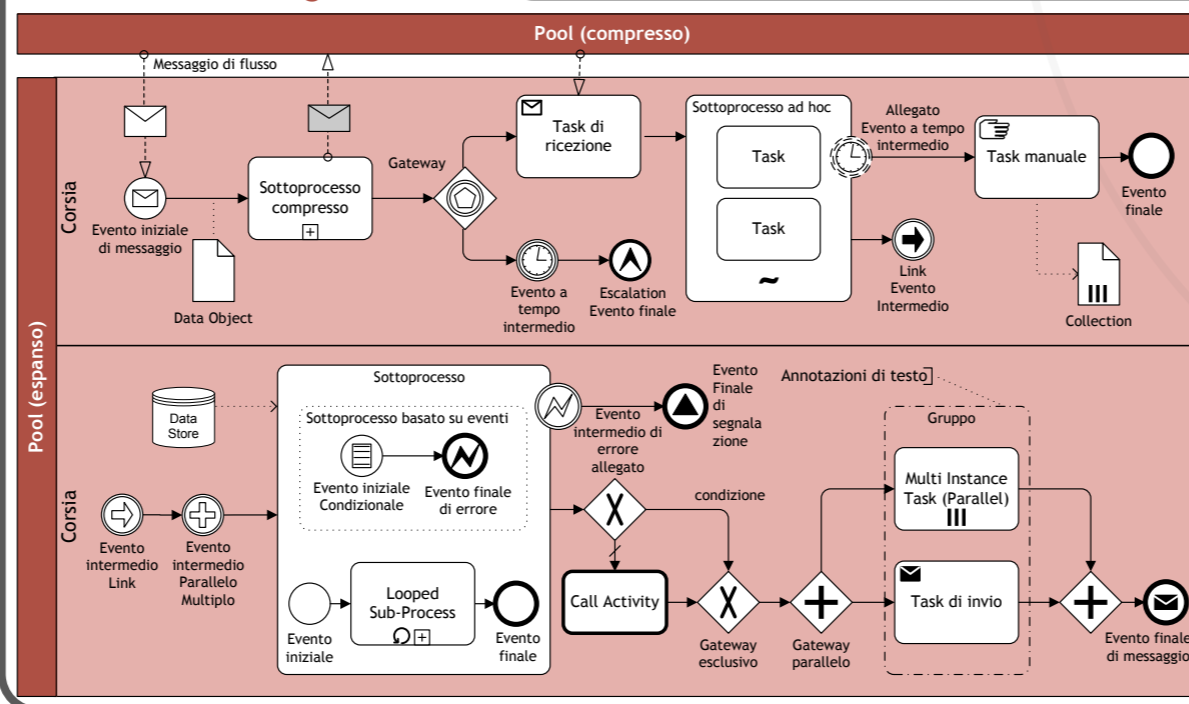 Pool (compresso)
Messaggio di flusso
Pool (espanso)
Corsia
Evento iniziale
di messaggio
Data Object
Sottoprocesso
compresso
Gateway
Task di
ricezione
Evento a
tempo
intermedio
Escalation
Evento finale
Sottoprocesso ad hoc
Task
Task
Allegato
Evento a tempo
intermedio
Link
Evento
Intermedio
Task manuale
Evento
finale
Collection
Corsia
Data
Store
Evento
intermedio
Link
Evento
intermedio
Parallelo
Multiplo
Sottoprocesso
Sottoprocesso basato su eventi
Evento iniziale
Condizionale
Evento finale
di errore
Evento
iniziale
Looped
Sub-Process
Evento
finale
Evento
intermedio di
errore
allegato
Evento
Finale
di
segnala
zione
condizione
Call Activity
Gateway
esclusivo
Gateway
parallelo
Annotazioni di testo
Gruppo
Multi Instance
Task (Parallel)
Task di invio
Evento finale
di messaggio